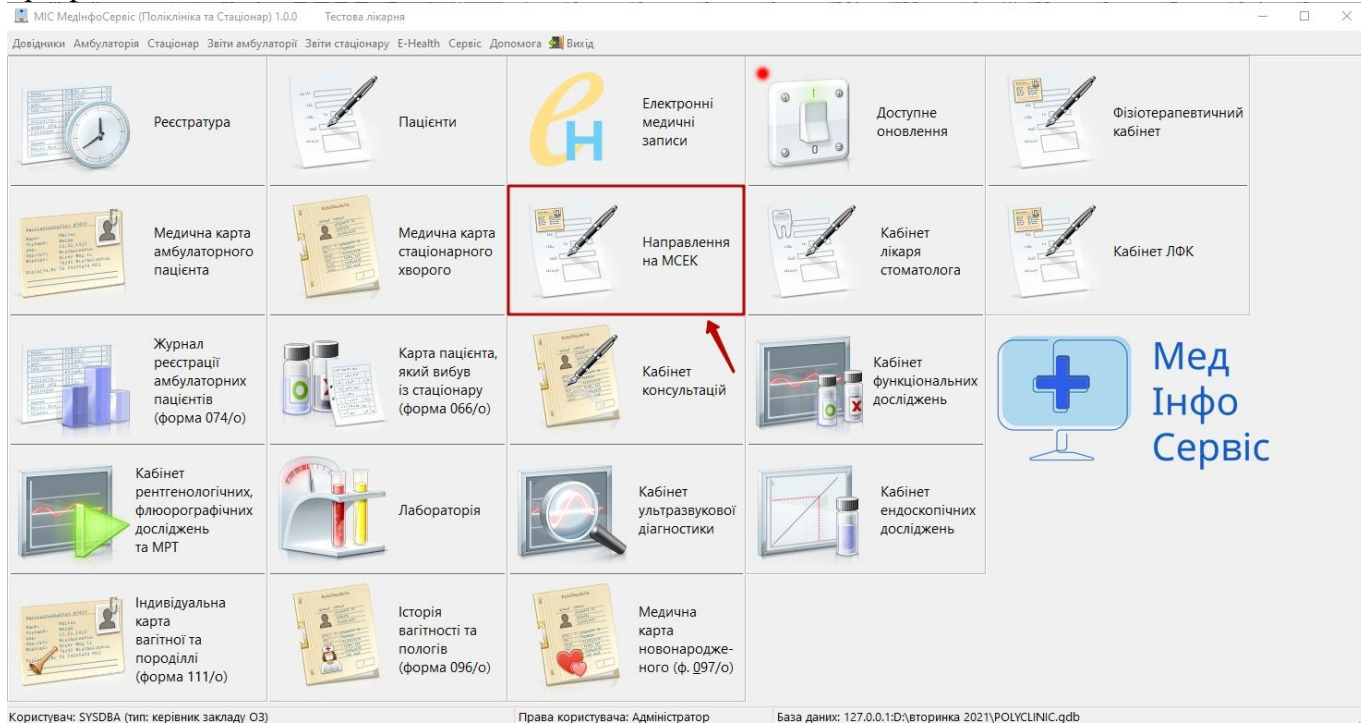 МІС МедІнфоСервіс (Поліклініка та Стаціонар) 1.0.0 Тестова лікарня
Довідники Амбулаторія Стаціонар Звіти амбулаторії Звіти стаціонару E-Health Сервіс Допомога Вихід
Реєстратура
Пацієнти
Електронні
медичні
записи
Доступне
оновлення
Фізіотерапевтичний
кабінет
Медична карта
амбулаторного
пацієнта
Медична карта
стаціонарного
хворого
Направлення
на МСЕК
Кабінет
лікаря
стоматолога
Кабінет ЛФК
Журнал
реєстрації
амбулаторних
пацієнтів
(форма 074/о)
Карта пацієнта,
який вибув
із стаціонару
(форма 066/о)
Кабінет
консультацій
Кабінет
функціональних
досліджень
Мед
Інфо
Сервіс
Кабінет
рентгенологічних,
флюорографічних
досліджень
та МРТ
Лабораторія
Кабінет
ультразвукової
діагностики
Кабінет
ендоскопічних
досліджень
Індивідуальна
карта
вагітної та
породіллі
(форма 111/о)
Історія
вагітності та
пологів
(форма 096/о)
Медична
карта
новонародже-
ного (ф. 097/о)
Користувач: SYSDBA (тип: керівник закладу ОЗ) Права користувача: Адміністратор База даних: 127.0.0.1:D:\вторинка 2021\POLYCLINIC.gdb